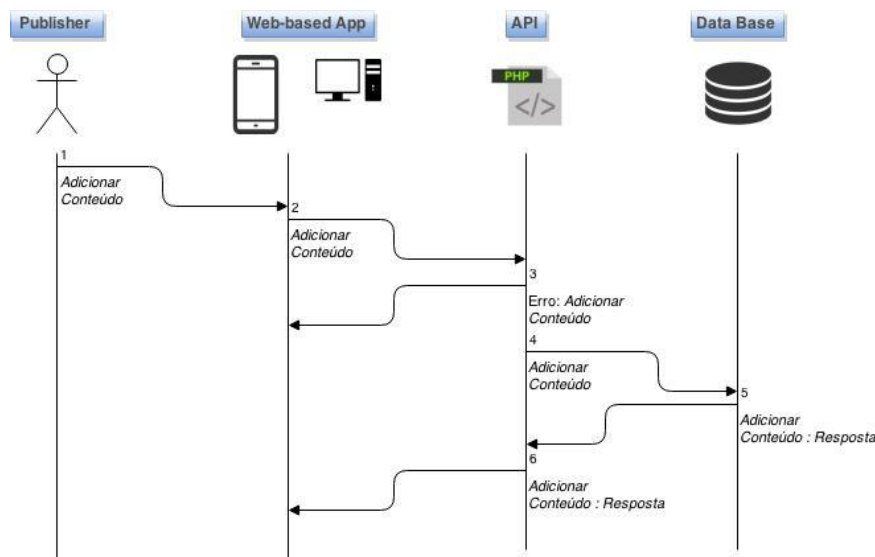 Publisher
Web-based App
API
Data Base
PHP
</>
1
Adicionar
Conteúdo
2
Adicionar
Conteúdo
3
Erro: Adicionar
Conteúdo
4
Adicionar
Conteúdo
5
Adicionar
Conteúdo : Resposta
6
Adicionar
Conteúdo : Resposta